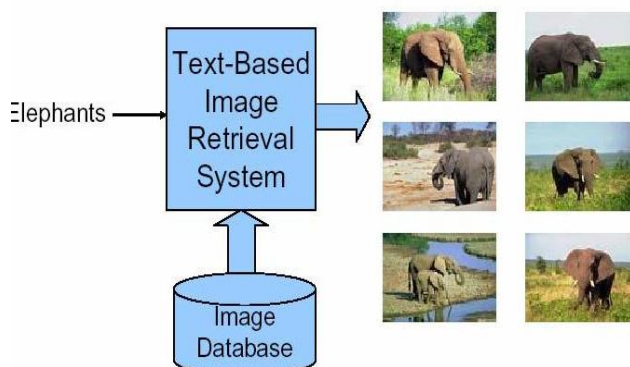 Elephants
Text-Based
Image
Retrieval
System
Image
Database